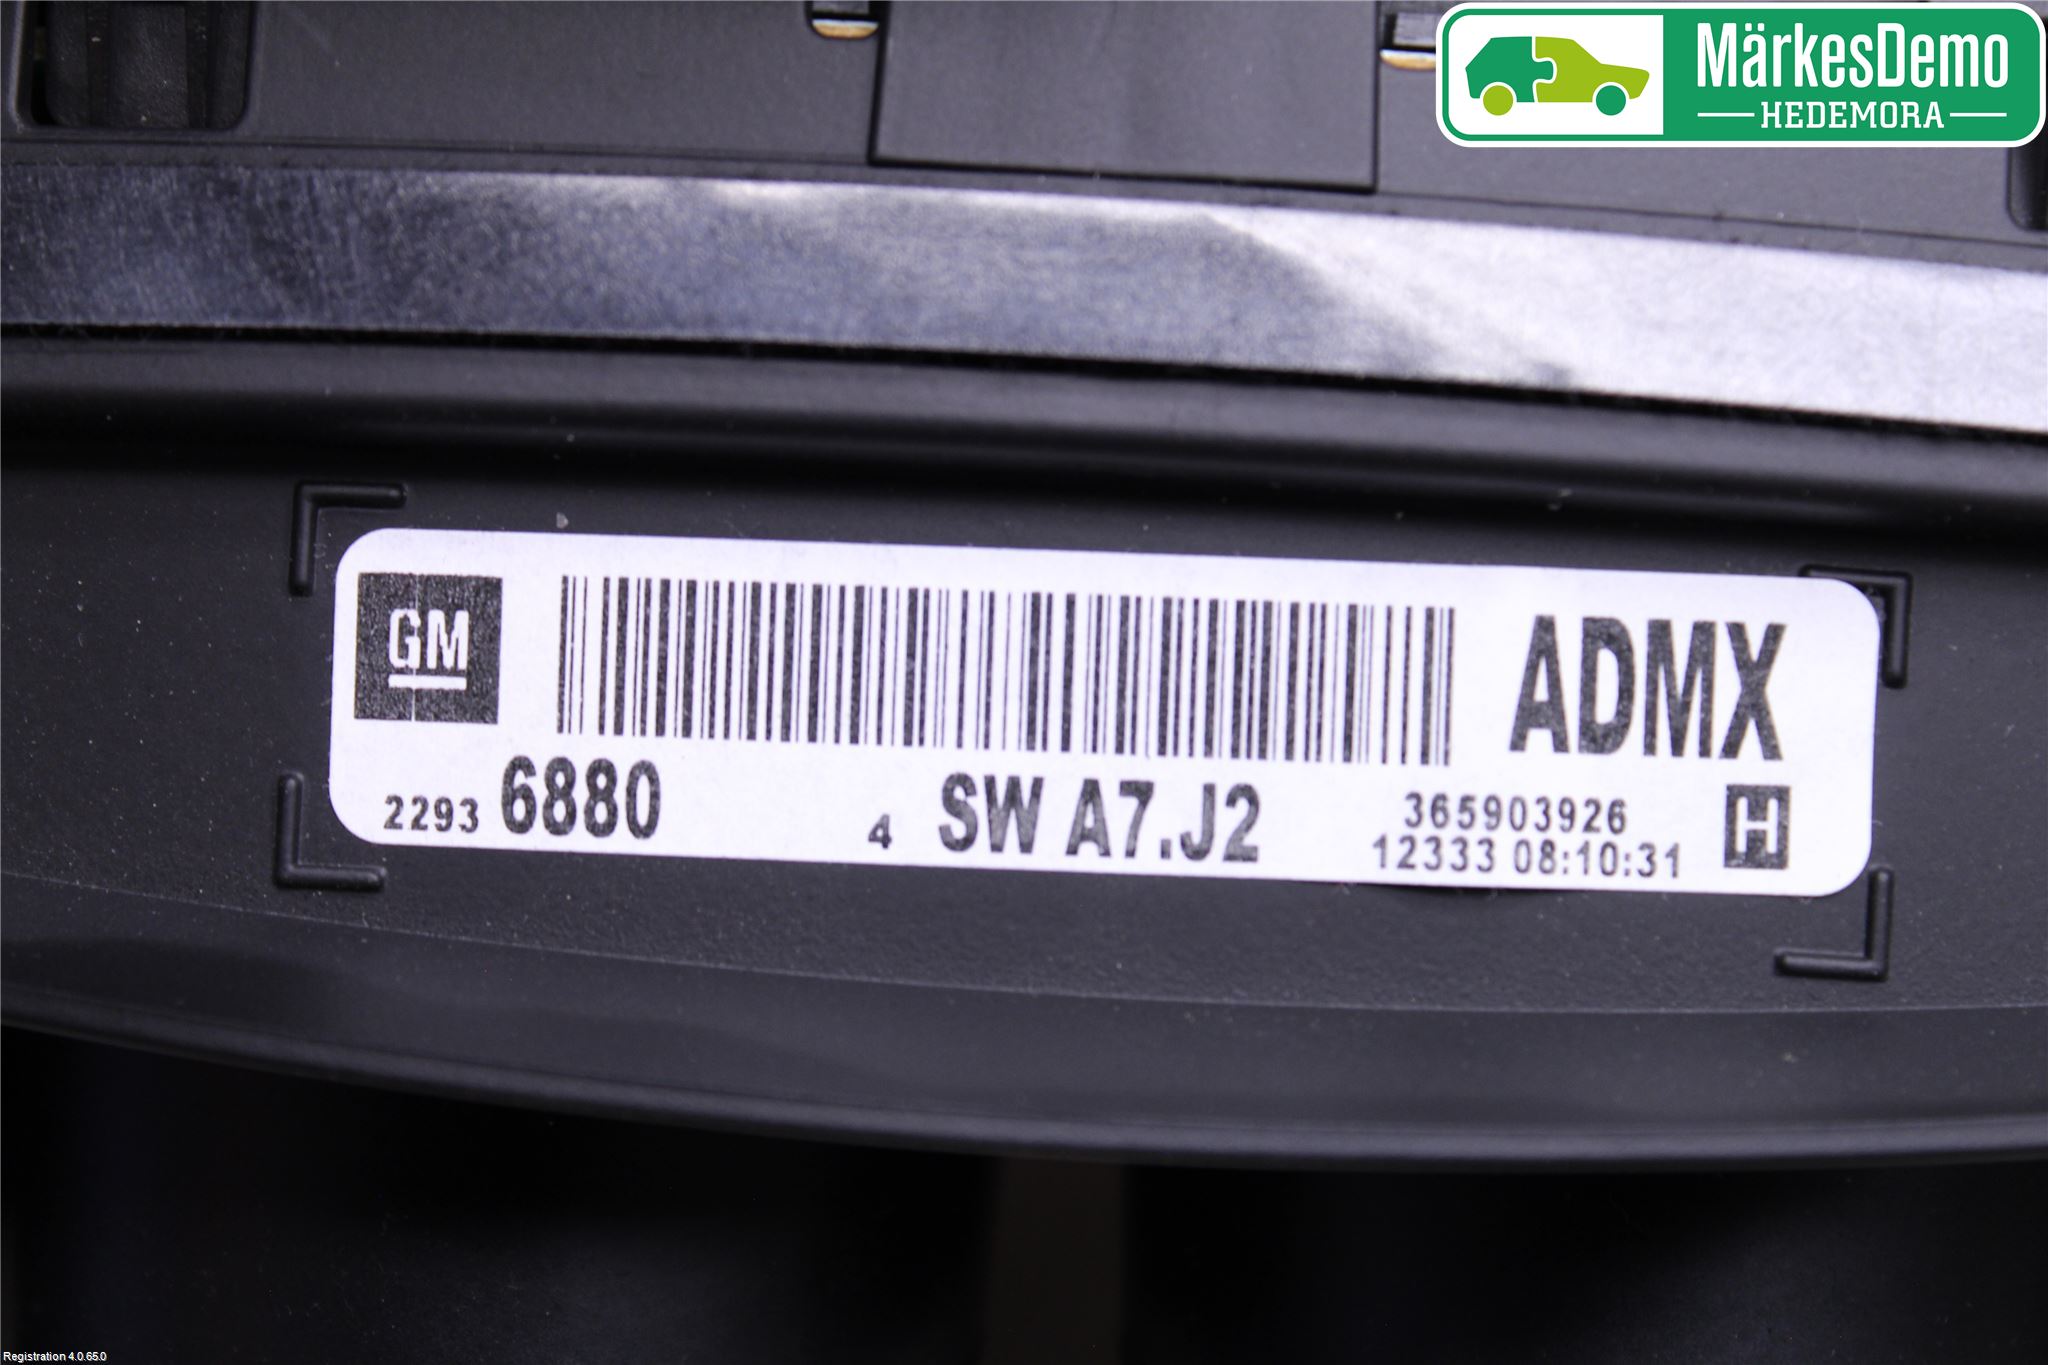 MärkesDemo
HEDEMORA
GM
ADMX
2293 6880 4 SW A7.J2 365903926
12333 08:10:31 H
Registration 4.0.65.0